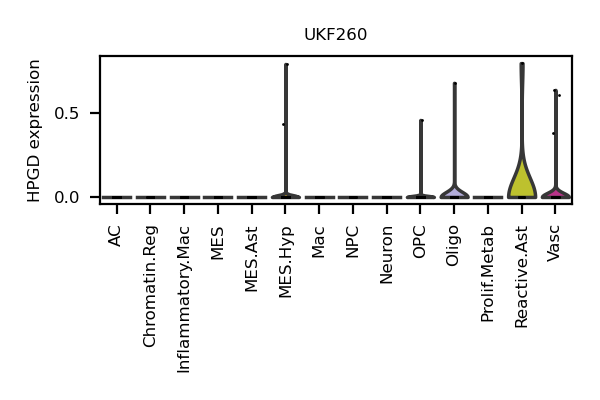 UKF260
HPGD expression
0.5
0.0
AC
Chromatin.Reg
Inflammatory.Mac
MES
MES.Ast
MES.Hyp
Mac
NPC
Neuron
OPC
Oligo
Prolif.Metab
Reactive.Ast
Vasc